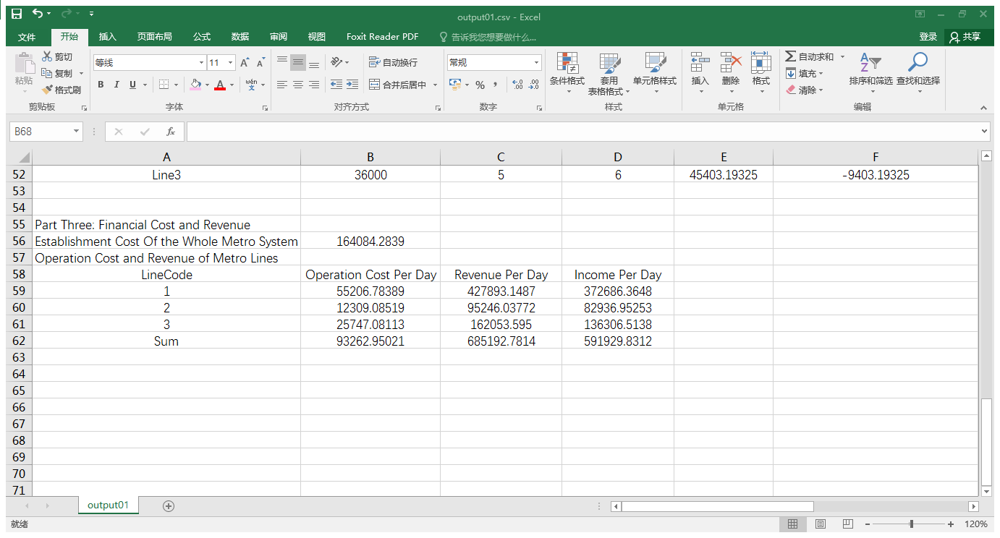 output01.csv - Excel
文件 开始 插入 页面布局 公式 数据 审阅 视图 Foxit Reader PDF 告诉我您想要做什么... 登录 共享
粘贴 剪切 复制 格式刷 剪贴板
等线 11 A A B I U A wén 文 字体
自动换行 合并后居中 对齐方式
常规 % , .0 .00 数字
条件格式 套用 表格格式 单元格样式 样式
插入 删除 格式 单元格
自动求和 填充 清除 排序和筛选 查找和选择 编辑
B68 fx
A B C D E F
52 Line3 36000 5 6 45403.19325 -9403.19325
53
54
55 Part Three: Financial Cost and Revenue
56 Establishment Cost Of the Whole Metro System 164084.2839
57 Operation Cost and Revenue of Metro Lines
58 LineCode Operation Cost Per Day Revenue Per Day Income Per Day
59 1 55206.78389 427893.1487 372686.3648
60 2 12309.08519 95246.03772 82936.95253
61 3 25747.08113 162053.595 136306.5138
62 Sum 93262.95021 685192.7814 591929.8312
63
64
65
66
67
68
69
70
71
output01
就绪 120%